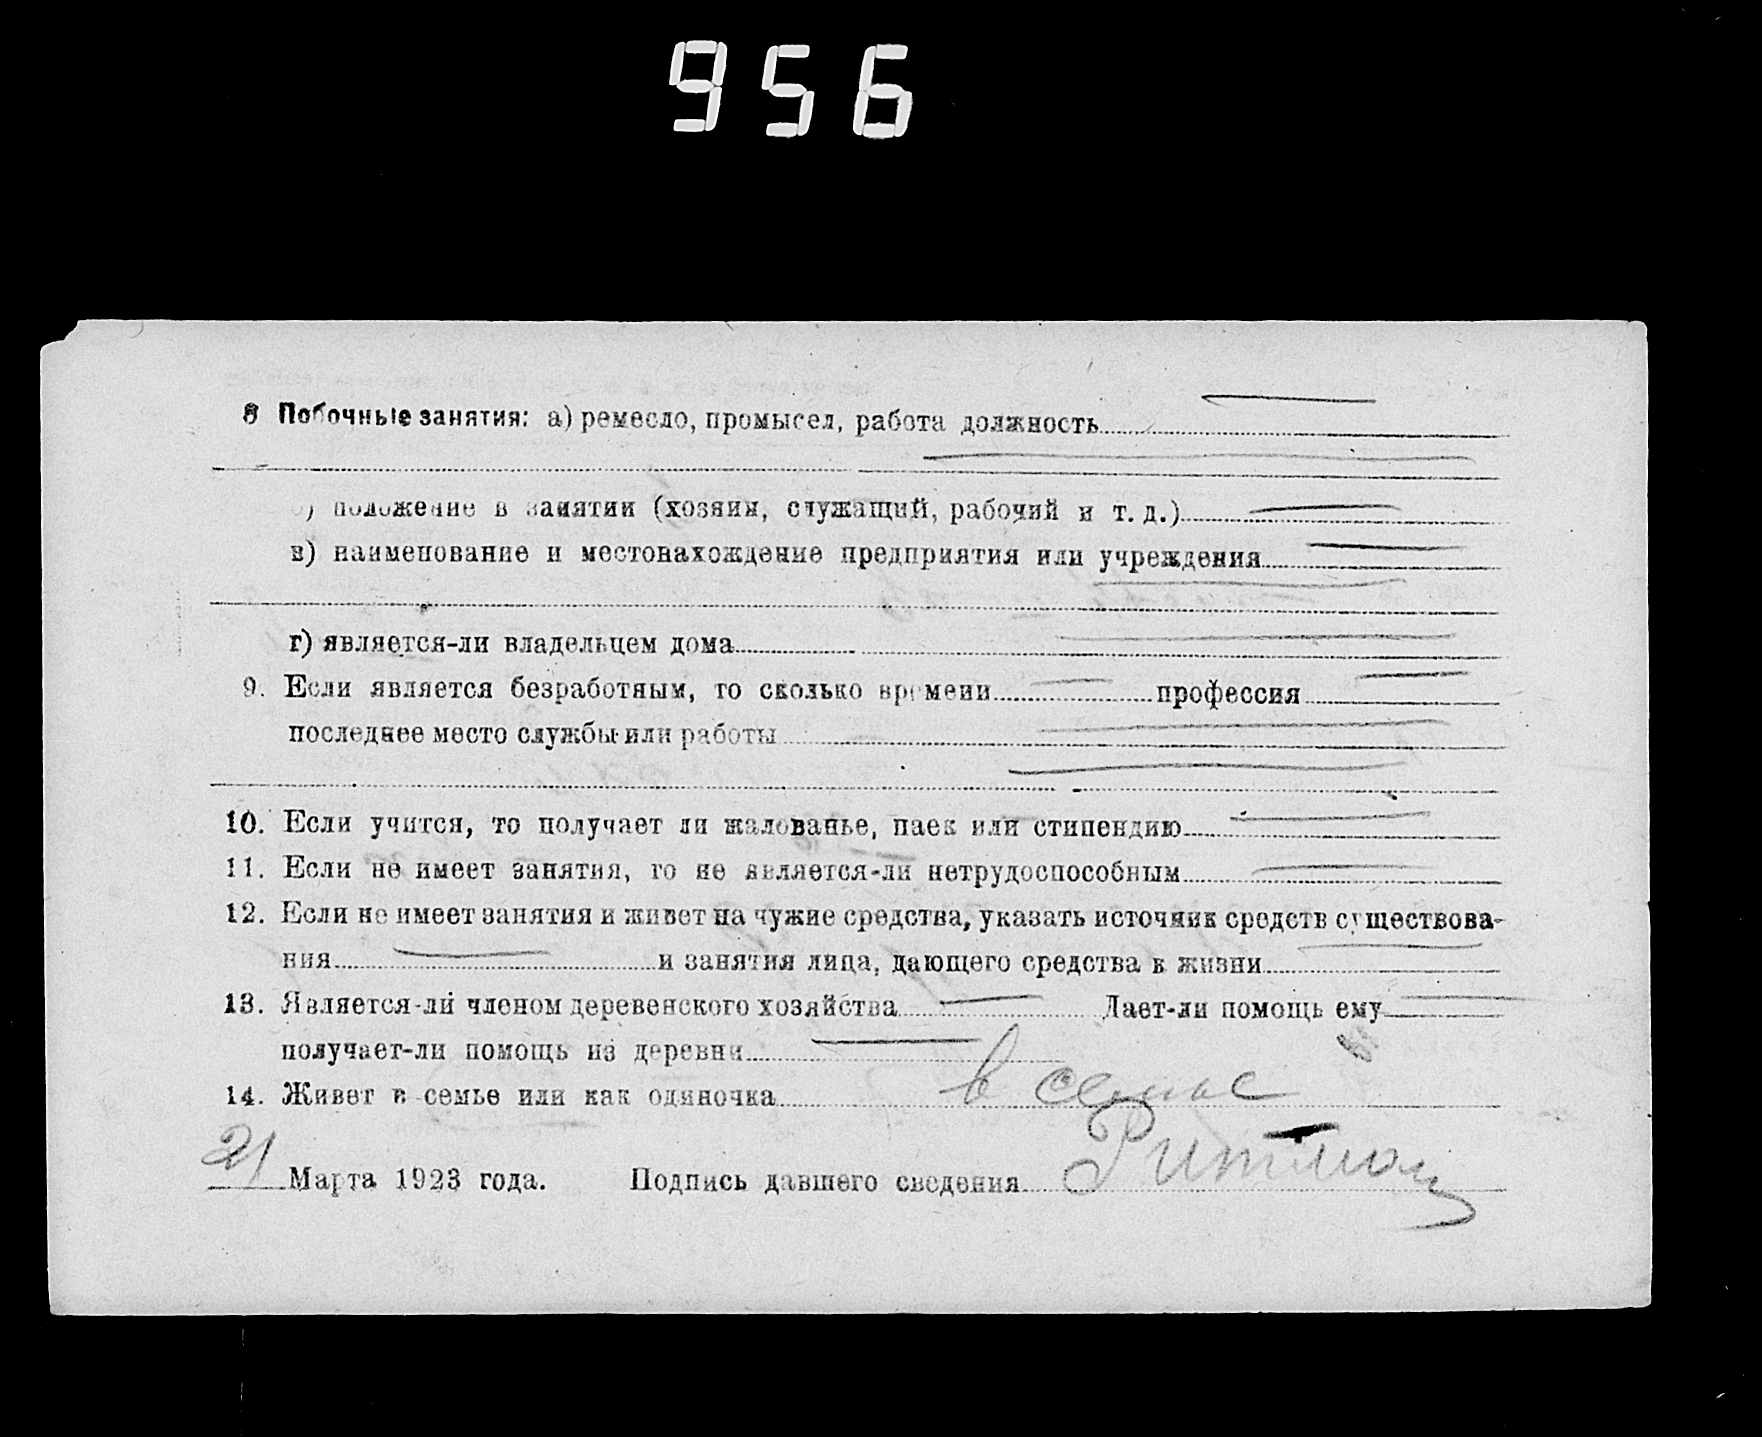 956
8 Побочные занятия: а) ремесло, промысел, работа должность
б) положение в занятии (хозяин, служащий, рабочий и т. д.)
в) наименование и местонахождение предприятия или учреждения
г) является-ли владельцем дома
9. Если является безработным, то сколько времени профессия
последнее место службы или работы
10. Если учится, то получает ли жалованье, паек или стипендию
11. Если не имеет занятия, то не является-ли нетрудоспособным
12. Если не имеет занятия и живет на чужие средства, указать источник средств существова-
ния и занятия лица, дающего средства к жизни
13. Является-ли членом деревенского хозяйства Дает-ли помощь ему
получает-ли помощь из деревни
14. Живет в семье или как одиночка в семье
21 Марта 1923 года. Подпись давшего сведения